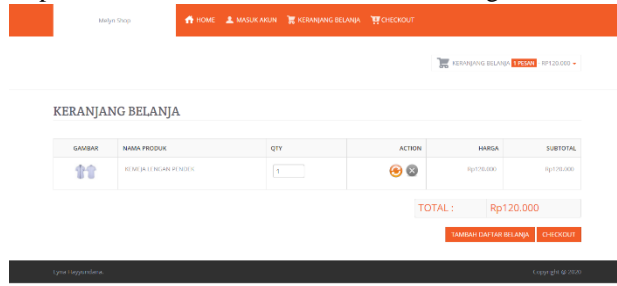 Melyn Shop HOME MASUK AKUN KERANJANG BELANJA CHECKOUT
KERANJANG BELANJA 1 PESAN RP120.000
KERANJANG BELANJA
GAMBAR NAMA PRODUK QTY ACTION HARGA SUBTOTAL
KEMEJA LENGAN PENDEK 1 Rp120.000 Rp120.000
TOTAL : Rp120.000
TAMBAH DAFTAR BELANJA CHECKOUT
Copyright @ 2020